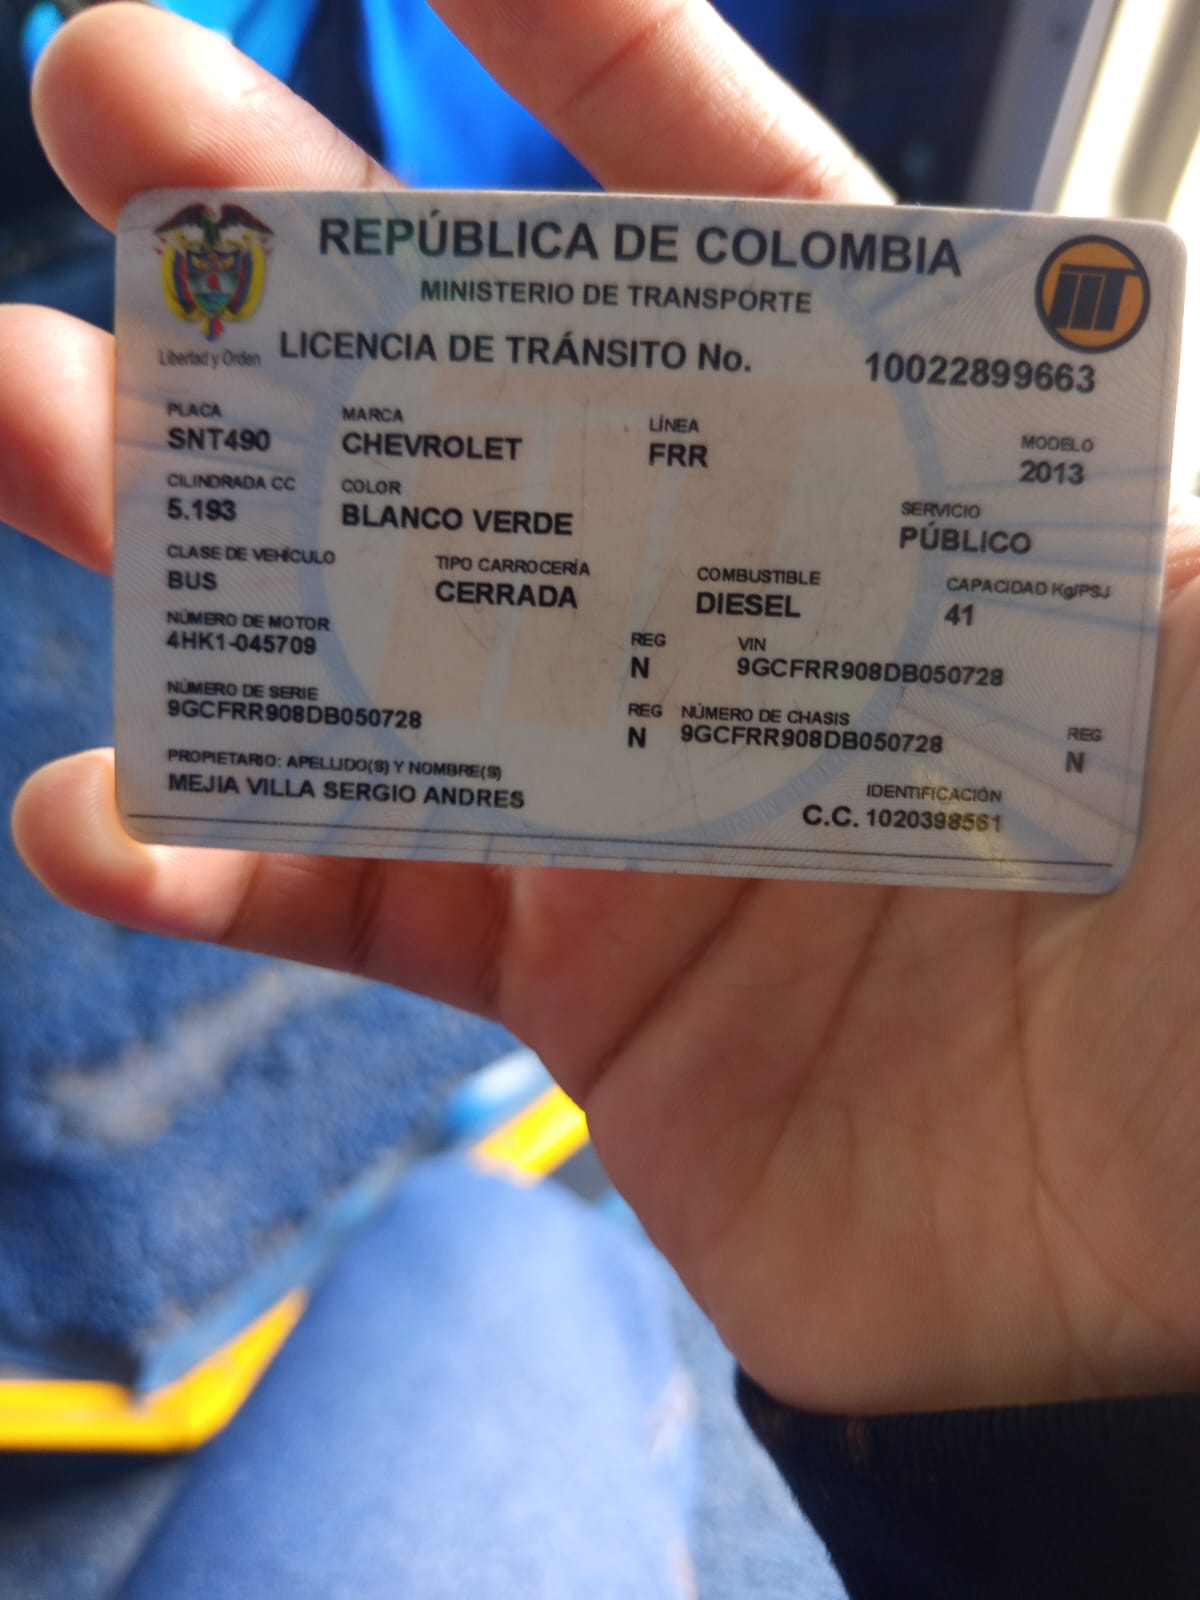 REPÚBLICA DE COLOMBIA
MINISTERIO DE TRANSPORTE
Libertad y Orden
LICENCIA DE TRÁNSITO No. 10022899663
PLACA MARCA LÍNEA MODELO
SNT490 CHEVROLET FRR 2013
CILINDRADA CC COLOR SERVICIO
5.193 BLANCO VERDE PÚBLICO
CLASE DE VEHÍCULO TIPO CARROCERÍA COMBUSTIBLE CAPACIDAD Kg/PSJ
BUS CERRADA DIESEL 41
NÚMERO DE MOTOR REG VIN
4HK1-045709 N 9GCFRR908DB050728
NÚMERO DE SERIE REG NÚMERO DE CHASIS REG
9GCFRR908DB050728 N 9GCFRR908DB050728 N
PROPIETARIO: APELLIDO(S) Y NOMBRE(S) IDENTIFICACIÓN
MEJIA VILLA SERGIO ANDRES C.C. 1020398561